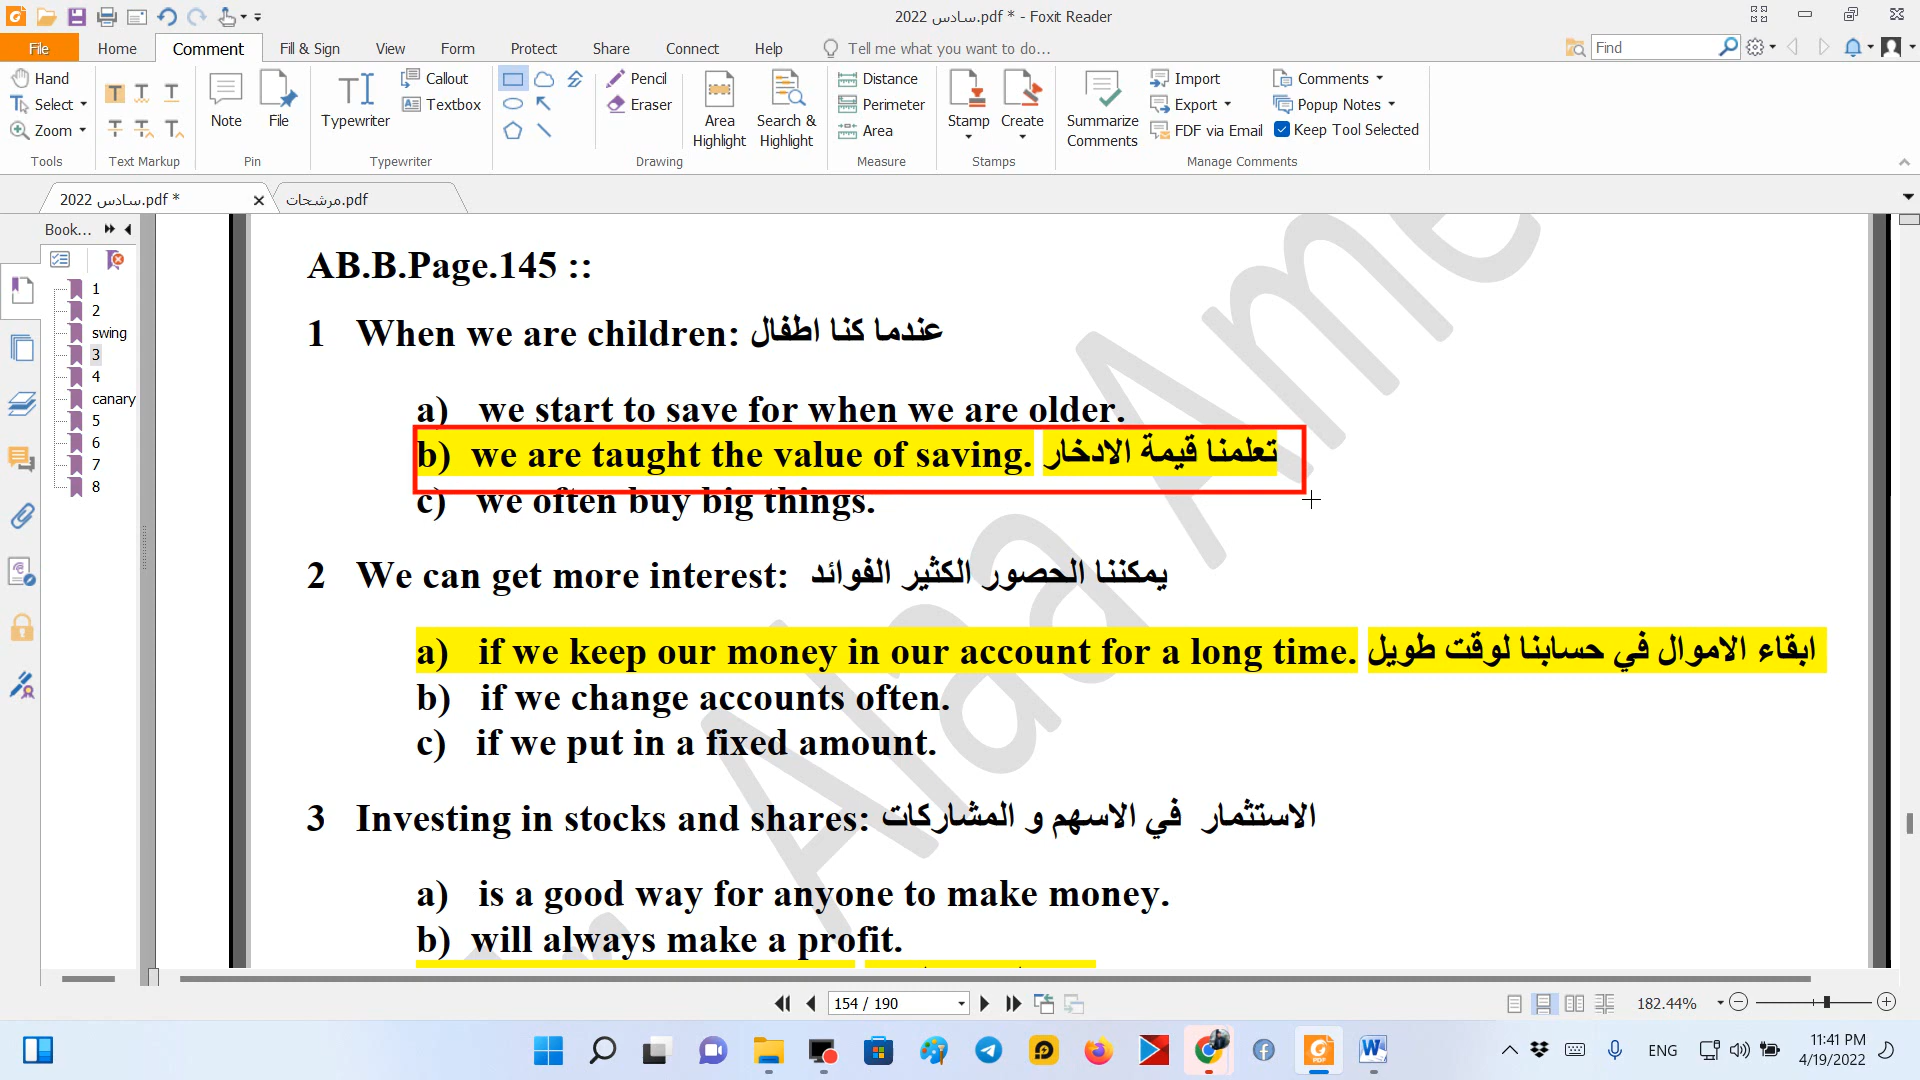 سادس 2022.pdf * - Foxit Reader
File Home Comment Fill & Sign View Form Protect Share Connect Help Tell me what you want to do... Find
Hand
Select
Zoom
Tools
Text Markup
Note
File
Pin
Typewriter
Callout
Textbox
Typewriter
Pencil
Eraser
Area Highlight
Search & Highlight
Drawing
Distance
Perimeter
Area
Measure
Stamp
Create
Stamps
Summarize Comments
Import
Export
FDF via Email
Comments
Popup Notes
Keep Tool Selected
Manage Comments
سادس 2022.pdf *
مرشحات.pdf
Book...
1
2
swing
3
4
canary
5
6
7
8
AB.B.Page.145 ::
1 When we are children: عندما كنا اطفال
a) we start to save for when we are older.
b) we are taught the value of saving. تعلمنا قيمة الادخار
c) we often buy big things.
2 We can get more interest: يمكننا الحصور الكثير الفوائد
a) if we keep our money in our account for a long time. ابقاء الاموال في حسابنا لوقت طويل
b) if we change accounts often.
c) if we put in a fixed amount.
3 Investing in stocks and shares: الاستثمار في الاسهم و المشاركات
a) is a good way for anyone to make money.
b) will always make a profit.
Alaa Ame
154 / 190
182.44%
ENG
11:41 PM
4/19/2022